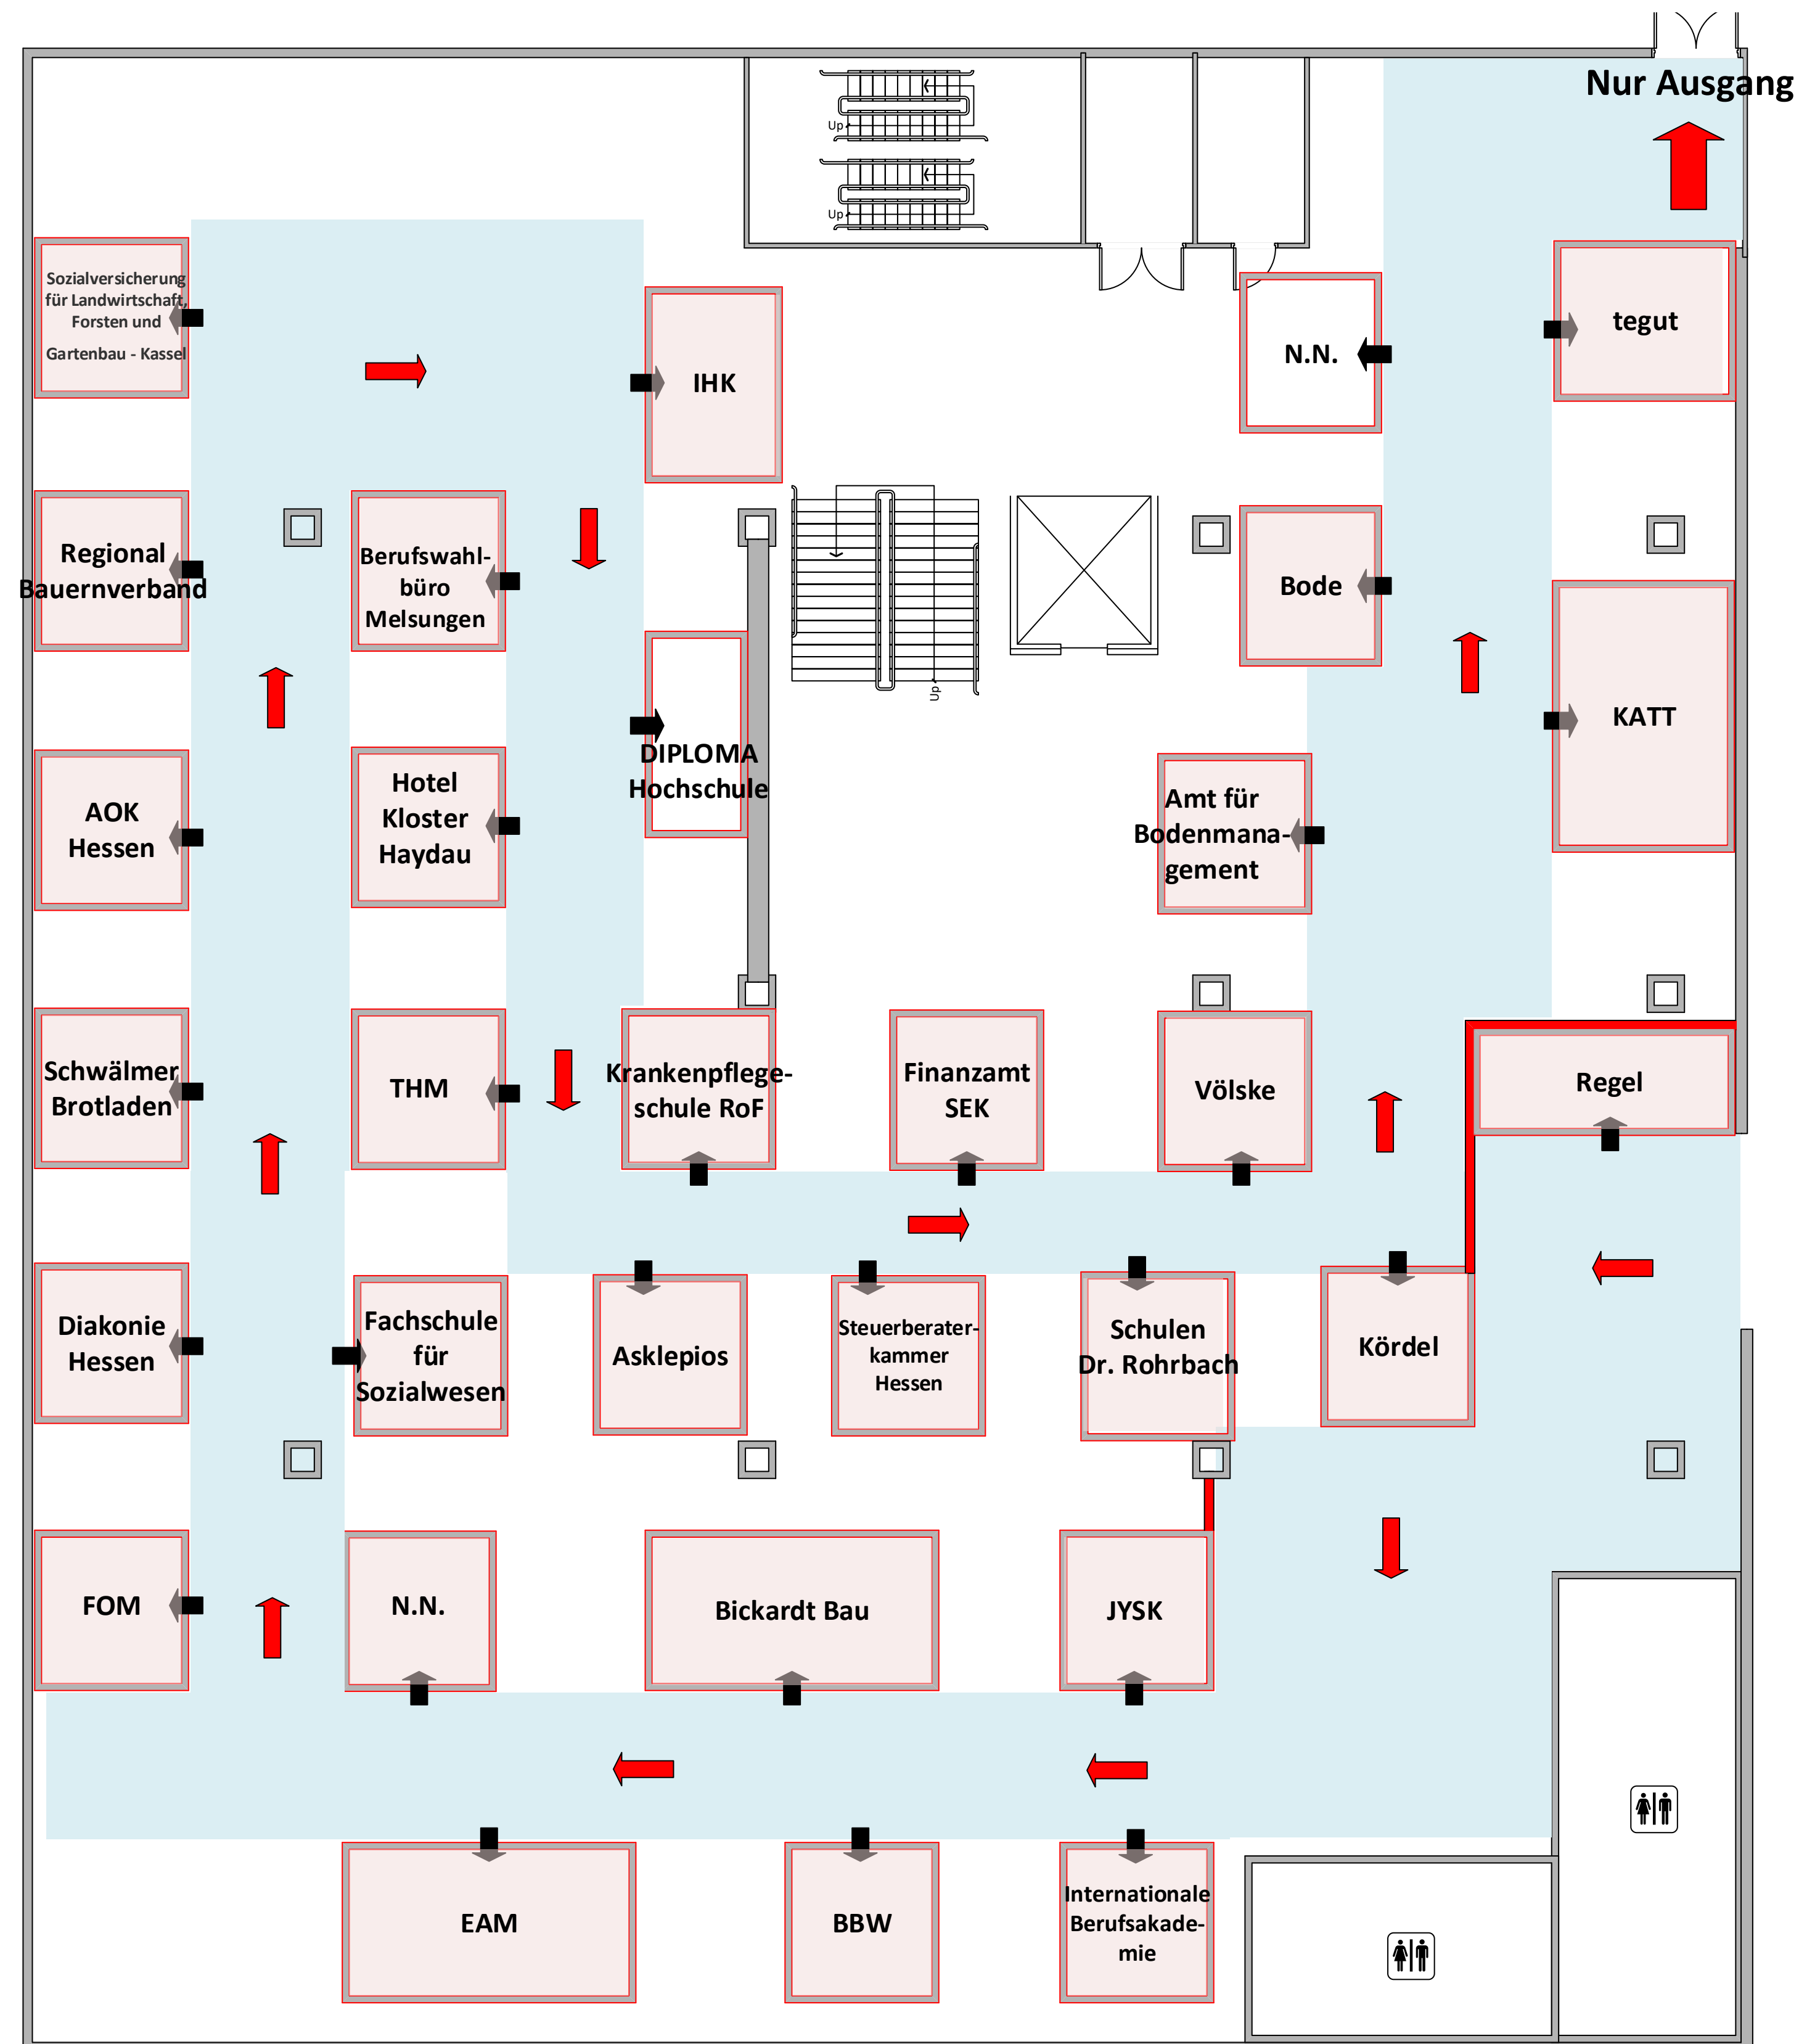 Nur Ausgang
Up
Up
Sozialversicherung
für Landwirtschaft,
Forsten und
Gartenbau - Kassel
IHK
N.N.
tegut
Regional
Bauernverband
Berufswahl-
büro
Melsungen
Bode
Up
KATT
DIPLOMA
Hochschule
AOK
Hessen
Hotel
Kloster
Haydau
Amt für
Bodenmana-
gement
Schwälmer
Brotladen
THM
Krankenpflege-
schule RoF
Finanzamt
SEK
Völske
Regel
Diakonie
Hessen
Fachschule
für
Sozialwesen
Asklepios
Steuerberater-
kammer
Hessen
Schulen
Dr. Rohrbach
Kördel
FOM
N.N.
Bickardt Bau
JYSK
EAM
BBW
Internationale
Berufsakade-
mie